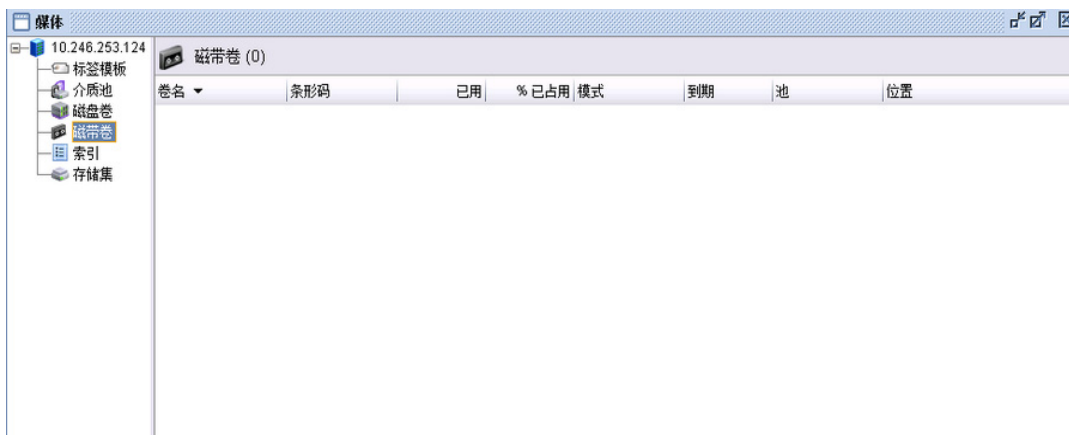 媒体
10.246.253.124
标签模板
介质池
磁盘卷
磁带卷
索引
存储集
磁带卷 (0)
卷名 条形码 已用 % 已占用 模式 到期 池 位置